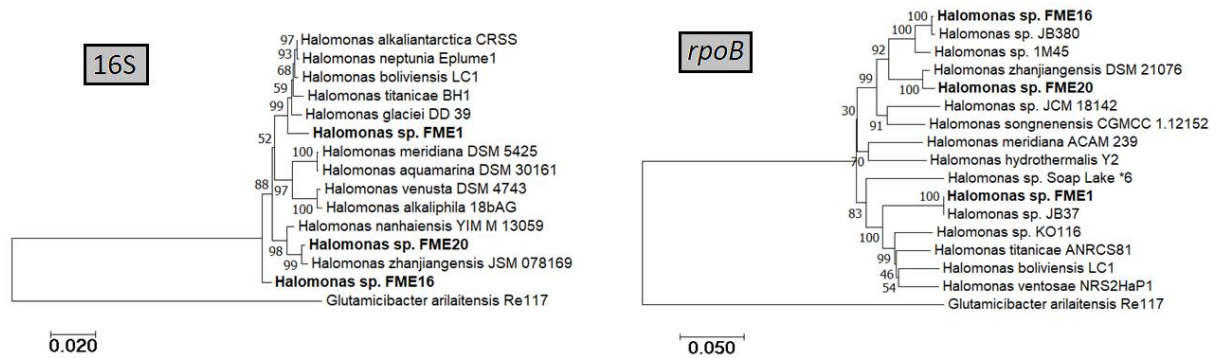 16S
97
Halomonas alkaliantarctica CRSS
93
Halomonas neptunia Eplume1
68
Halomonas boliviensis LC1
59
Halomonas titanicae BH1
99
Halomonas glaciei DD 39
Halomonas sp. FME1
52
100
Halomonas meridiana DSM 5425
Halomonas aquamarina DSM 30161
88
97
Halomonas venusta DSM 4743
100
Halomonas alkaliphila 18bAG
Halomonas nanhaiensis YIM M 13059
98
Halomonas sp. FME20
99
Halomonas zhanjiangensis JSM 078169
Halomonas sp. FME16
Glutamicibacter arilaitensis Re117
0.020
rpoB
100
Halomonas sp. FME16
100
Halomonas sp. JB380
92
Halomonas sp. 1M45
99
Halomonas zhanjiangensis DSM 21076
100
Halomonas sp. FME20
30
Halomonas sp. JCM 18142
91
Halomonas songnenensis CGMCC 1.12152
Halomonas meridiana ACAM 239
70
Halomonas hydrothermalis Y2
Halomonas sp. Soap Lake *6
83
100
Halomonas sp. FME1
Halomonas sp. JB37
100
Halomonas sp. KO116
99
Halomonas titanicae ANRCS81
46
Halomonas boliviensis LC1
54
Halomonas ventosae NRS2HaP1
Glutamicibacter arilaitensis Re117
0.050